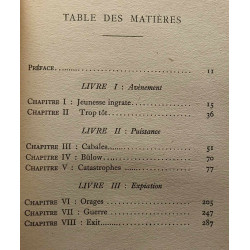 TABLE DES MATIÈRES
PRÉFACE........ 11
LIVRE I : Avènement
CHAPITRE I : Jeunesse ingrate........ 15
CHAPITRE II Trop tôt........ 36
LIVRE II : Puissance
CHAPITRE III : Cabales........ 51
CHAPITRE IV : Bülow........ 70
CHAPITRE V : Catastrophes........ 77
LIVRE III : Expiation
CHAPITRE VI : Orages........ 205
CHAPITRE VII : Guerre........ 247
CHAPITRE VIII : Exit........ 287